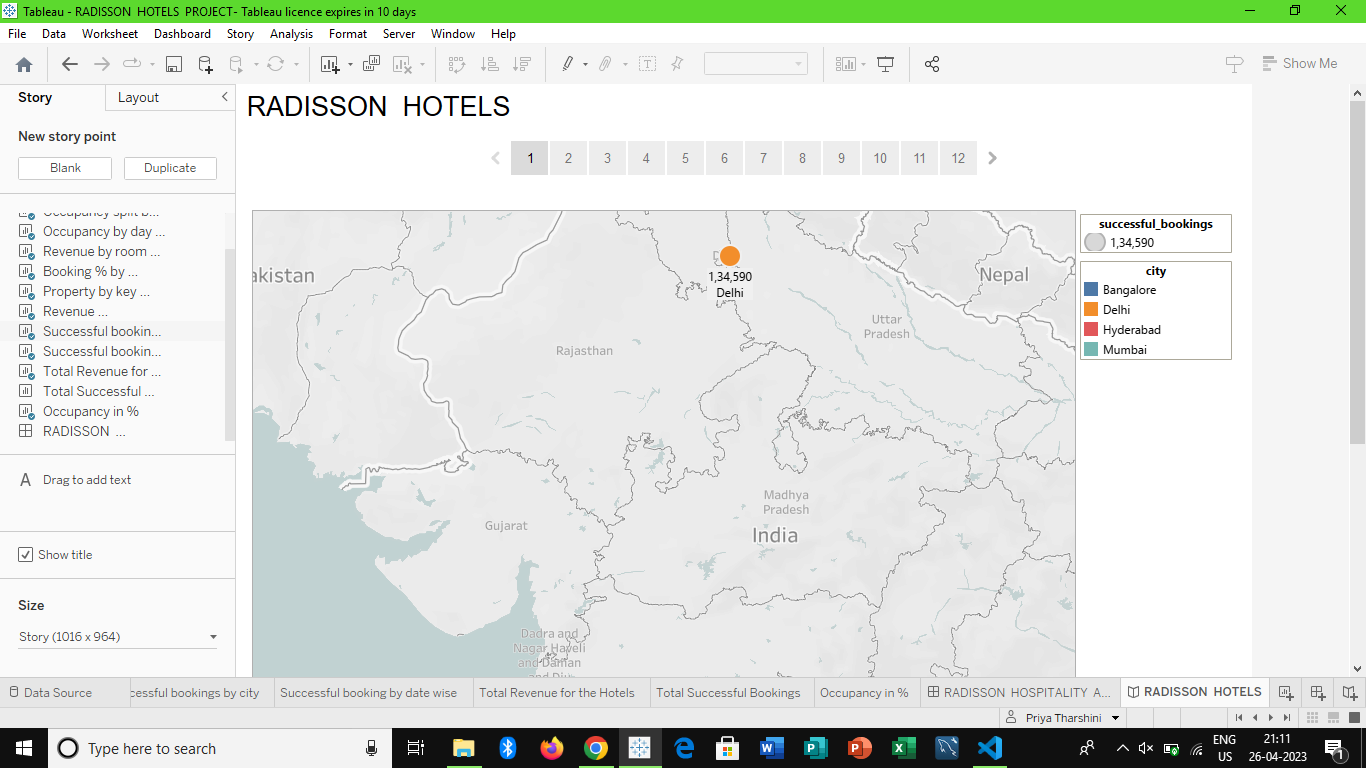 Tableau - RADISSON HOTELS PROJECT- Tableau licence expires in 10 days
File Data Worksheet Dashboard Story Analysis Format Server Window Help
Show Me
Story Layout
New story point
Blank Duplicate
Occupancy split b...
Occupancy by day ...
Revenue by room ...
Booking % by ...
Property by key ...
Revenue ...
Successful bookin...
Successful bookin...
Total Revenue for ...
Total Successful ...
Occupancy in %
RADISSON ...
A Drag to add text
Show title
Size
Story (1016 x 964)
RADISSON HOTELS
1 2 3 4 5 6 7 8 9 10 11 12
akistan
Nepal
1,34,590
Delhi
Uttar
Pradesh
Rajasthan
Madhya
Pradesh
Gujarat
India
Dadra and
Nagar Haveli
and Daman
and Diu
successful_bookings
1,34,590
city
Bangalore
Delhi
Hyderabad
Mumbai
Data Source cessful bookings by city Successful booking by date wise Total Revenue for the Hotels Total Successful Bookings Occupancy in % RADISSON HOSPITALITY A... RADISSON HOTELS
Priya Tharshini
Type here to search
ENG
US
21:11
26-04-2023
1